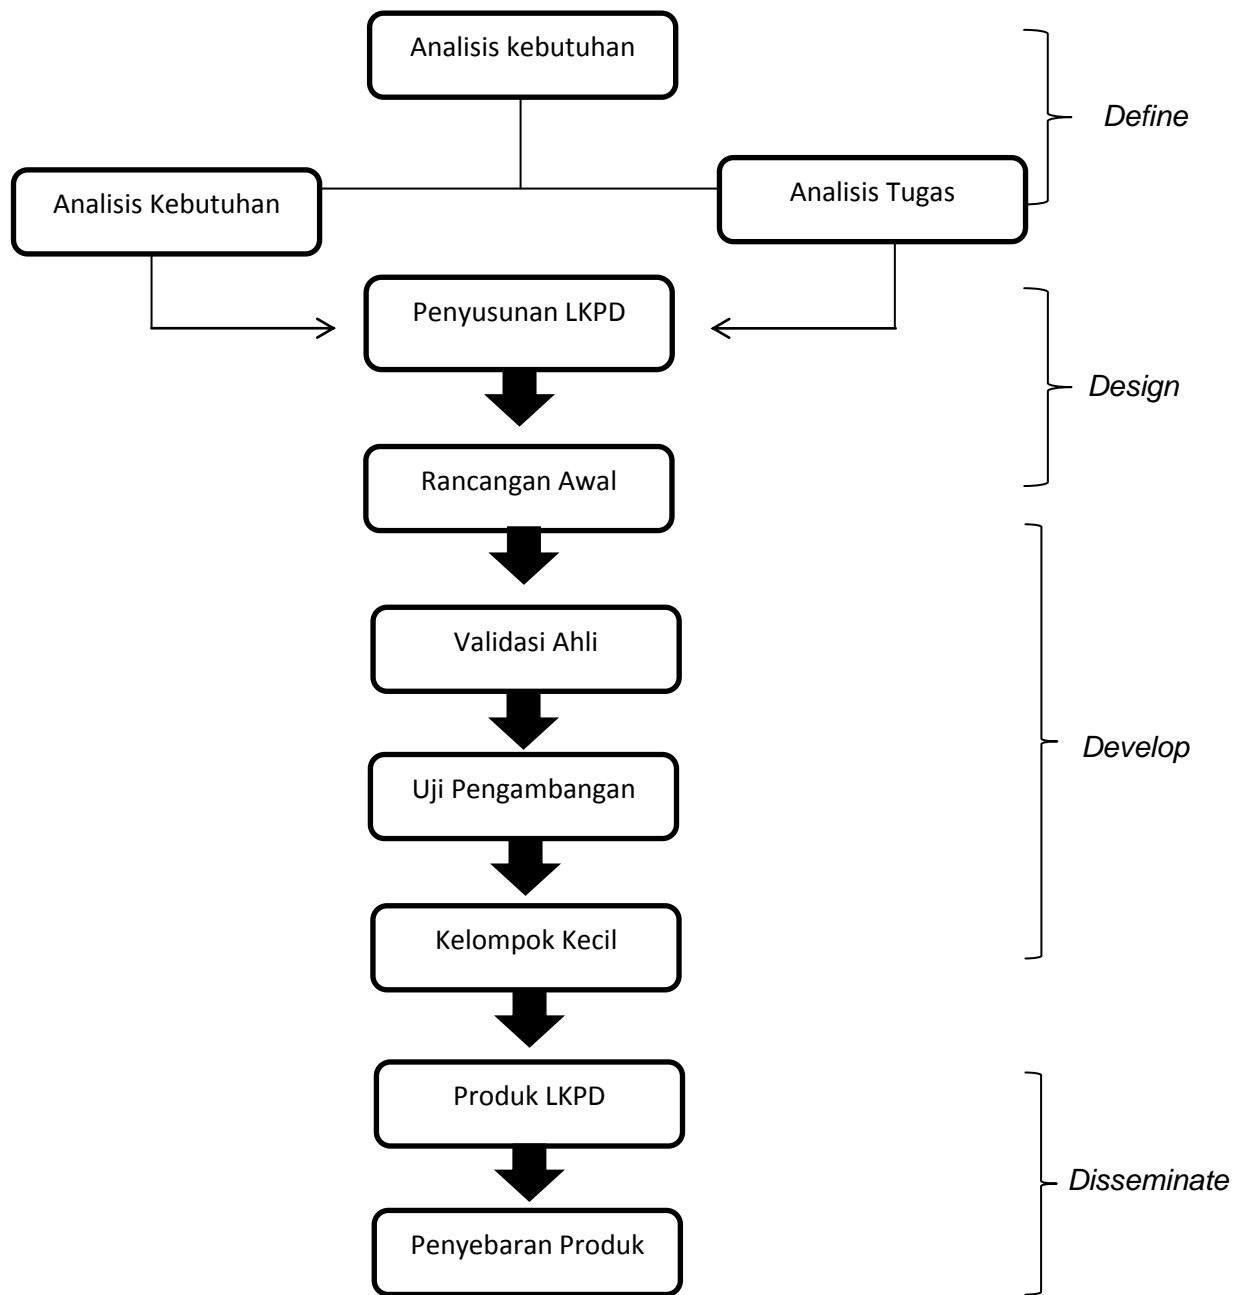 Analisis kebutuhan
Define
Analisis Kebutuhan
Analisis Tugas
Penyusunan LKPD
Design
Rancangan Awal
Validasi Ahli
Develop
Uji Pengambangan
Kelompok Kecil
Produk LKPD
Disseminate
Penyebaran Produk